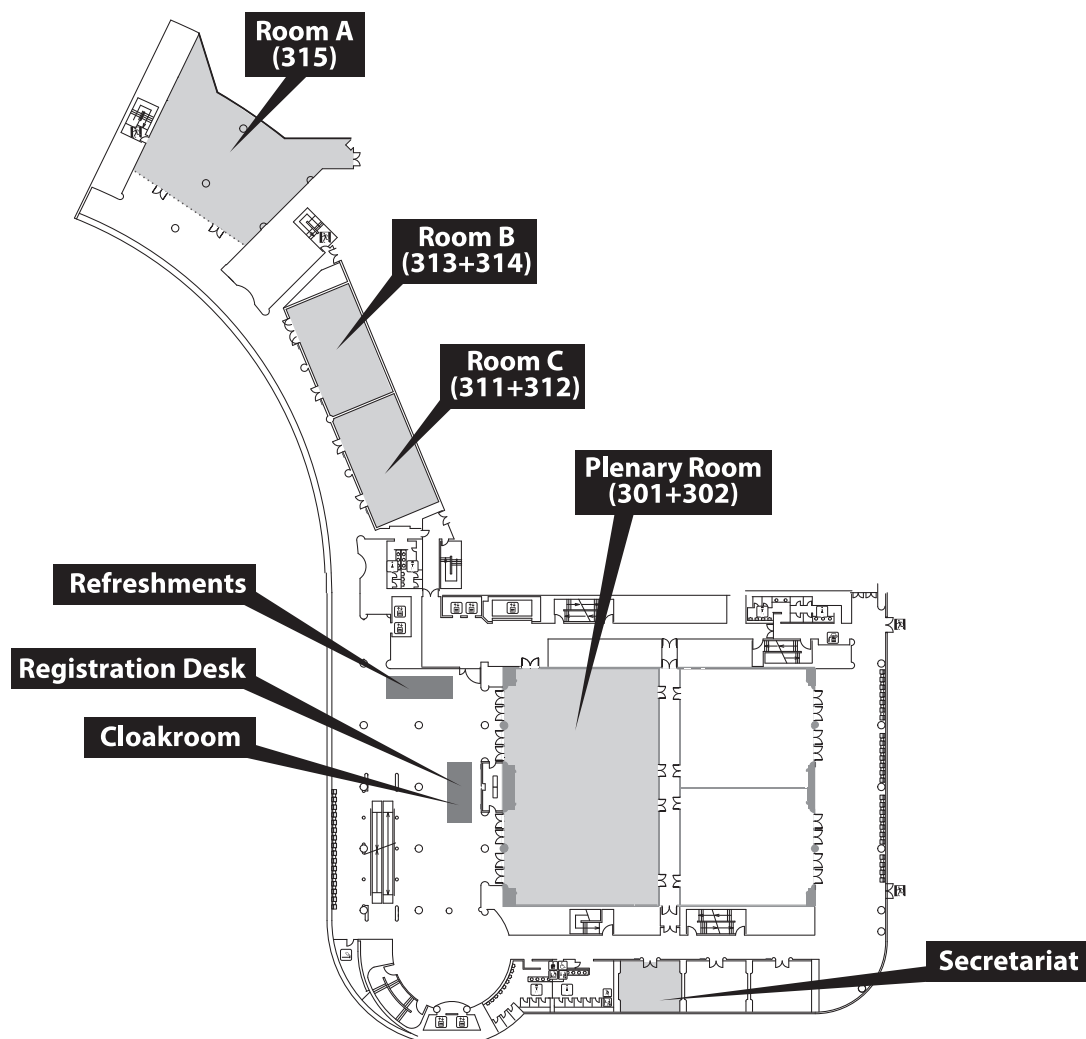 Room A
(315)
Room B
(313+314)
Room C
(311+312)
Plenary Room
(301+302)
Refreshments
Registration Desk
Cloakroom
Secretariat